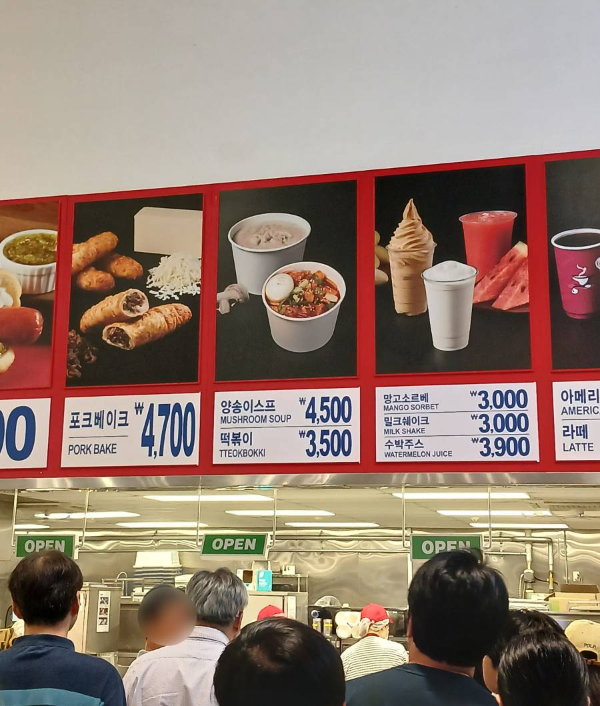 00
포크베이크 ₩4,700
PORK BAKE
양송이스프 ₩4,500
MUSHROOM SOUP
떡볶이 ₩3,500
TTEOKBOKKI
망고소르베 ₩3,000
MANGO SORBET
밀크쉐이크 ₩3,000
MILK SHAKE
수박주스 ₩3,900
WATERMELON JUICE
아메리
AMERIC
라떼
LATTE
OPEN
OPEN
OPEN